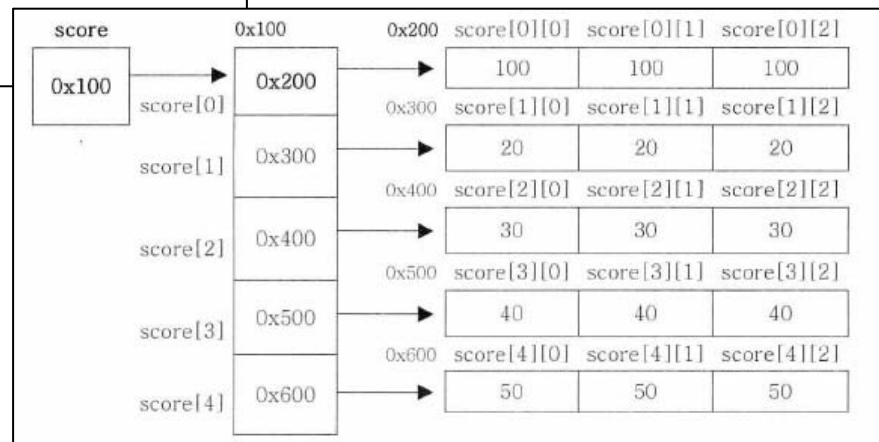 score 0x100 0x200 score[0][0] score[0][1] score[0][2]
0x100 0x200 100 100 100
score[0] 0x300 score[1][0] score[1][1] score[1][2]
score[1] 0x300 20 20 20
0x400 score[2][0] score[2][1] score[2][2]
score[2] 0x400 30 30 30
0x500 score[3][0] score[3][1] score[3][2]
score[3] 0x500 40 40 40
0x600 score[4][0] score[4][1] score[4][2]
score[4] 0x600 50 50 50